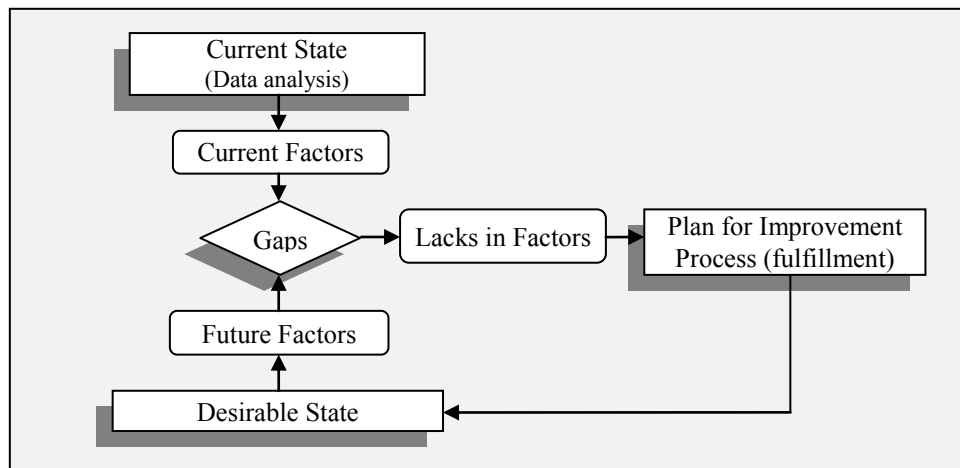 Current State
(Data analysis)
Current Factors
Gaps
Lacks in Factors
Plan for Improvement
Process (fulfillment)
Future Factors
Desirable State